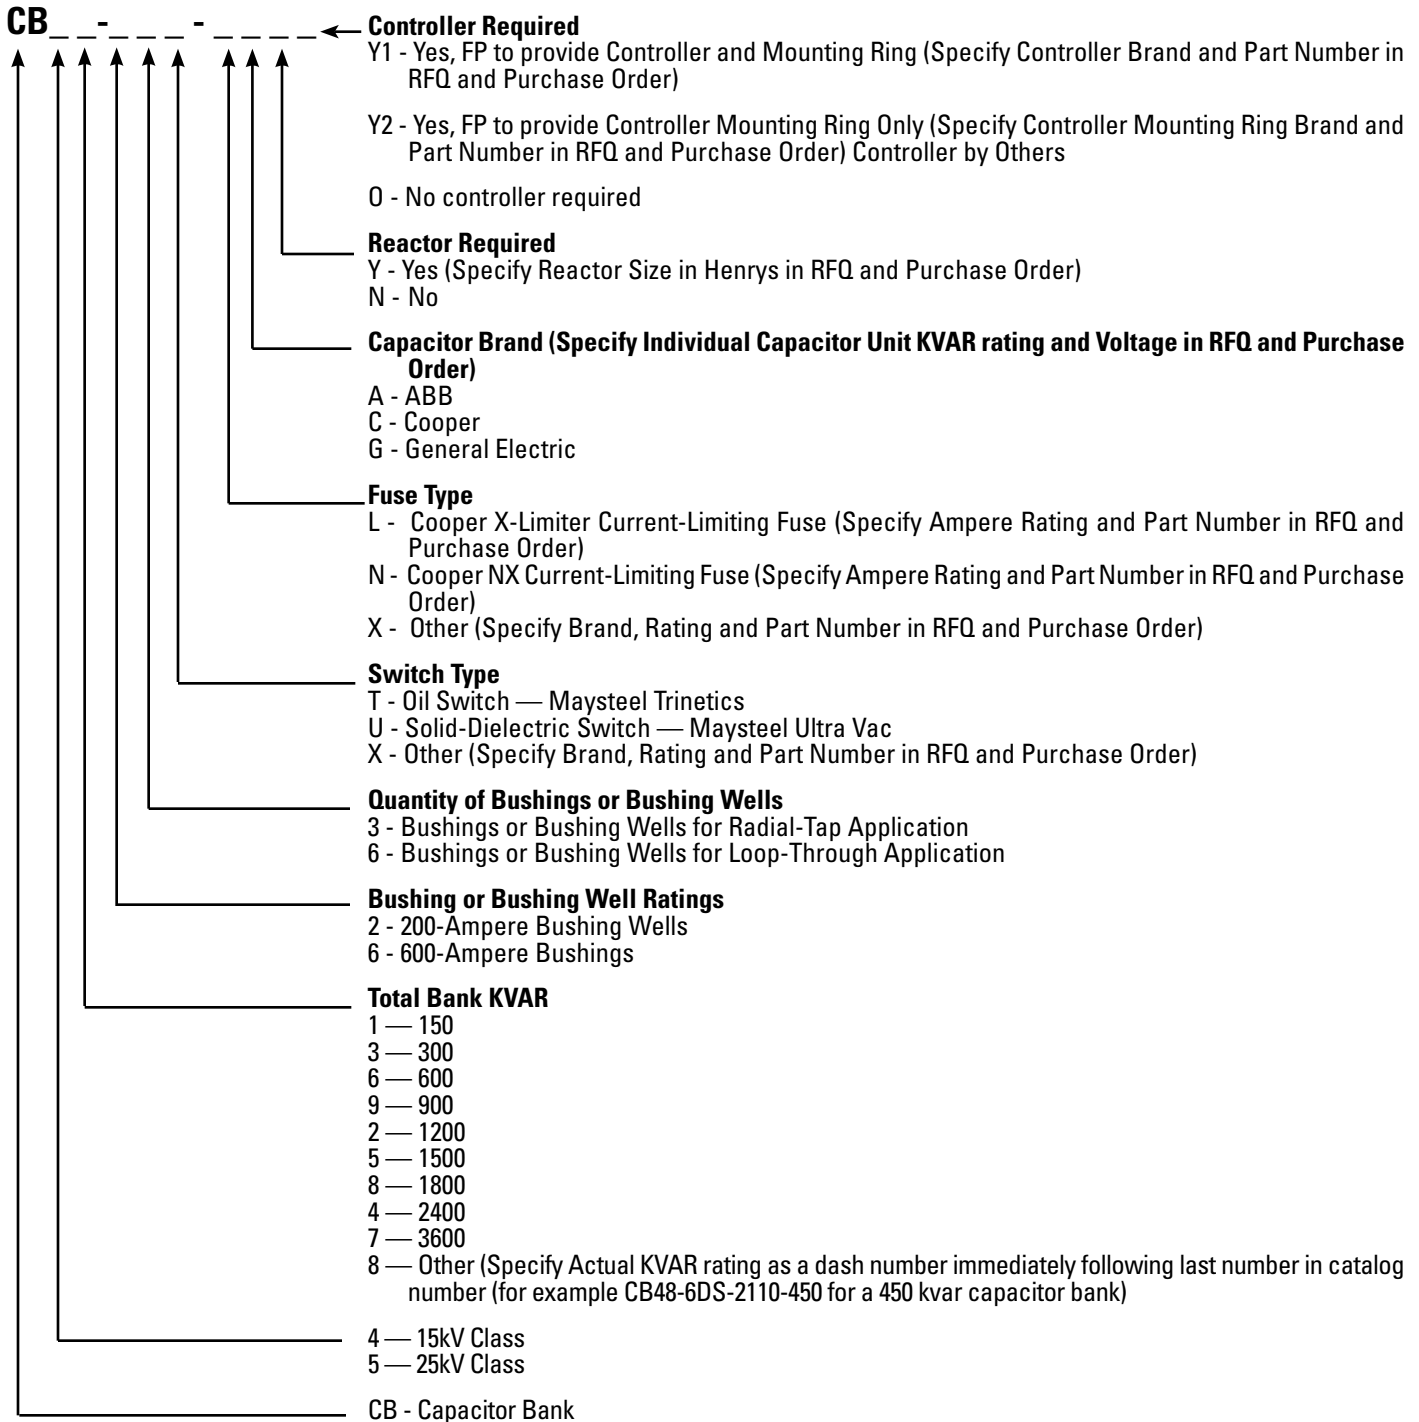 CB_ _-_ _ _ - _ _ _ _ Controller Required
Y1 - Yes, FP to provide Controller and Mounting Ring (Specify Controller Brand and Part Number in
RFQ and Purchase Order)
Y2 - Yes, FP to provide Controller Mounting Ring Only (Specify Controller Mounting Ring Brand and
Part Number in RFQ and Purchase Order) Controller by Others
O - No controller required
Reactor Required
Y - Yes (Specify Reactor Size in Henrys in RFQ and Purchase Order)
N - No
Capacitor Brand (Specify Individual Capacitor Unit KVAR rating and Voltage in RFQ and Purchase
Order)
A - ABB
C - Cooper
G - General Electric
Fuse Type
L - Cooper X-Limiter Current-Limiting Fuse (Specify Ampere Rating and Part Number in RFQ and
Purchase Order)
N - Cooper NX Current-Limiting Fuse (Specify Ampere Rating and Part Number in RFQ and Purchase
Order)
X - Other (Specify Brand, Rating and Part Number in RFQ and Purchase Order)
Switch Type
T - Oil Switch — Maysteel Trinetics
U - Solid-Dielectric Switch — Maysteel Ultra Vac
X - Other (Specify Brand, Rating and Part Number in RFQ and Purchase Order)
Quantity of Bushings or Bushing Wells
3 - Bushings or Bushing Wells for Radial-Tap Application
6 - Bushings or Bushing Wells for Loop-Through Application
Bushing or Bushing Well Ratings
2 - 200-Ampere Bushing Wells
6 - 600-Ampere Bushings
Total Bank KVAR
1 — 150
3 — 300
6 — 600
9 — 900
2 — 1200
5 — 1500
8 — 1800
4 — 2400
7 — 3600
8 — Other (Specify Actual KVAR rating as a dash number immediately following last number in catalog
number (for example CB48-6DS-2110-450 for a 450 kvar capacitor bank)
4 — 15kV Class
5 — 25kV Class
CB - Capacitor Bank